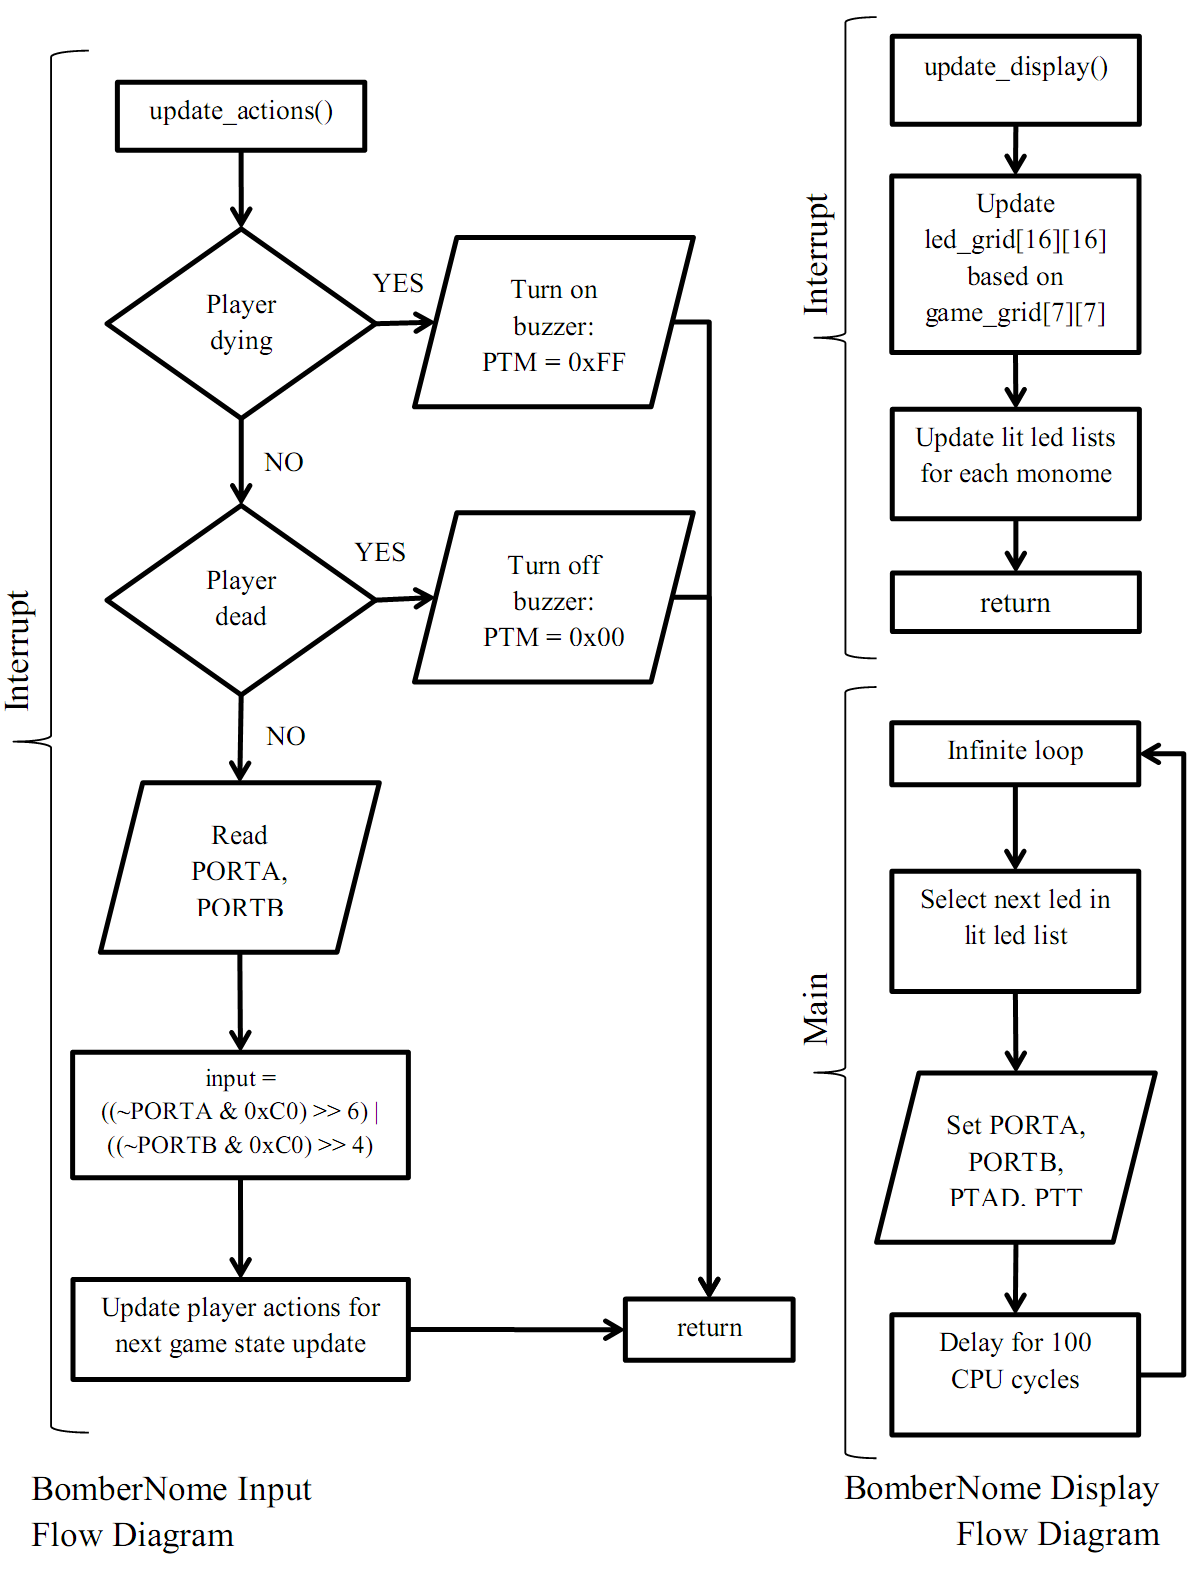 Interrupt
update_actions()
Player
dying
YES
Turn on
buzzer:
PTM = 0xFF
NO
Player
dead
YES
Turn off
buzzer:
PTM = 0x00
NO
Read
PORTA,
PORTB
input =
((~PORTA & 0xC0) >> 6) |
((~PORTB & 0xC0) >> 4)
Update player actions for
next game state update
return
BomberNome Input
Flow Diagram
Interrupt
update_display()
Update
led_grid[16][16]
based on
game_grid[7][7]
Update lit led lists
for each monome
return
Main
Infinite loop
Select next led in
lit led list
Set PORTA,
PORTB,
PTAD, PTT
Delay for 100
CPU cycles
BomberNome Display
Flow Diagram